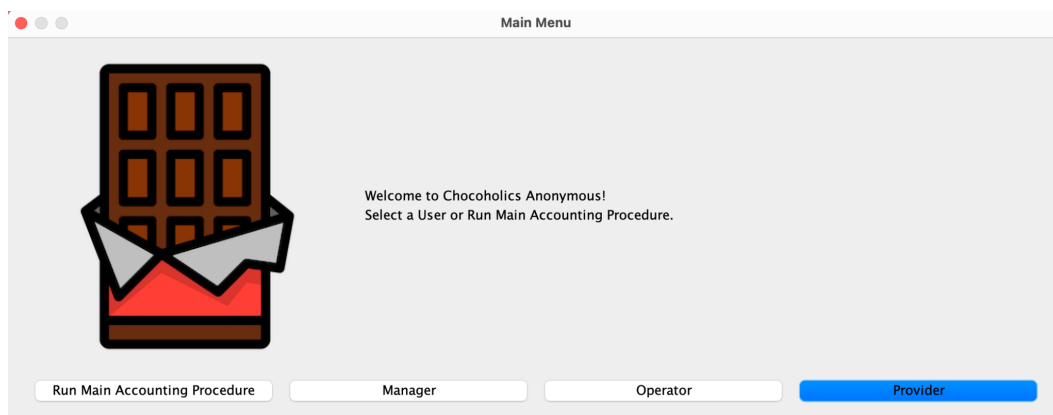 Main Menu
Welcome to Chocoholics Anonymous!
Select a User or Run Main Accounting Procedure.
Run Main Accounting Procedure
Manager
Operator
Provider